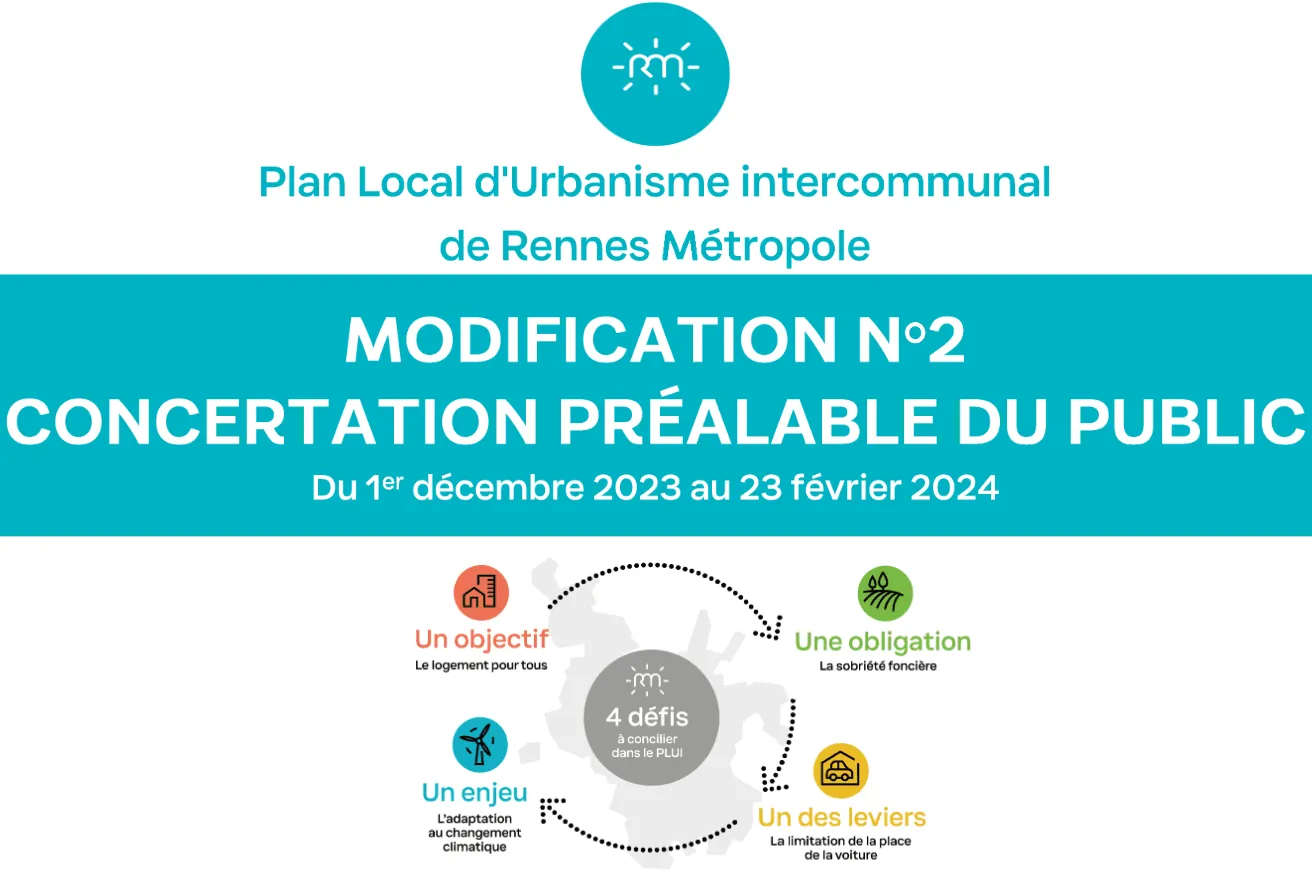 RM
Plan Local d'Urbanisme intercommunal
de Rennes Métropole
MODIFICATION N°2
CONCERTATION PRÉALABLE DU PUBLIC
Du 1er décembre 2023 au 23 février 2024
Un objectif
Le logement pour tous
Une obligation
La sobriété foncière
RM
4 défis
à concilier
dans le PLUI
Un enjeu
L'adaptation
au changement
climatique
Un des leviers
La limitation de la place
de la voiture